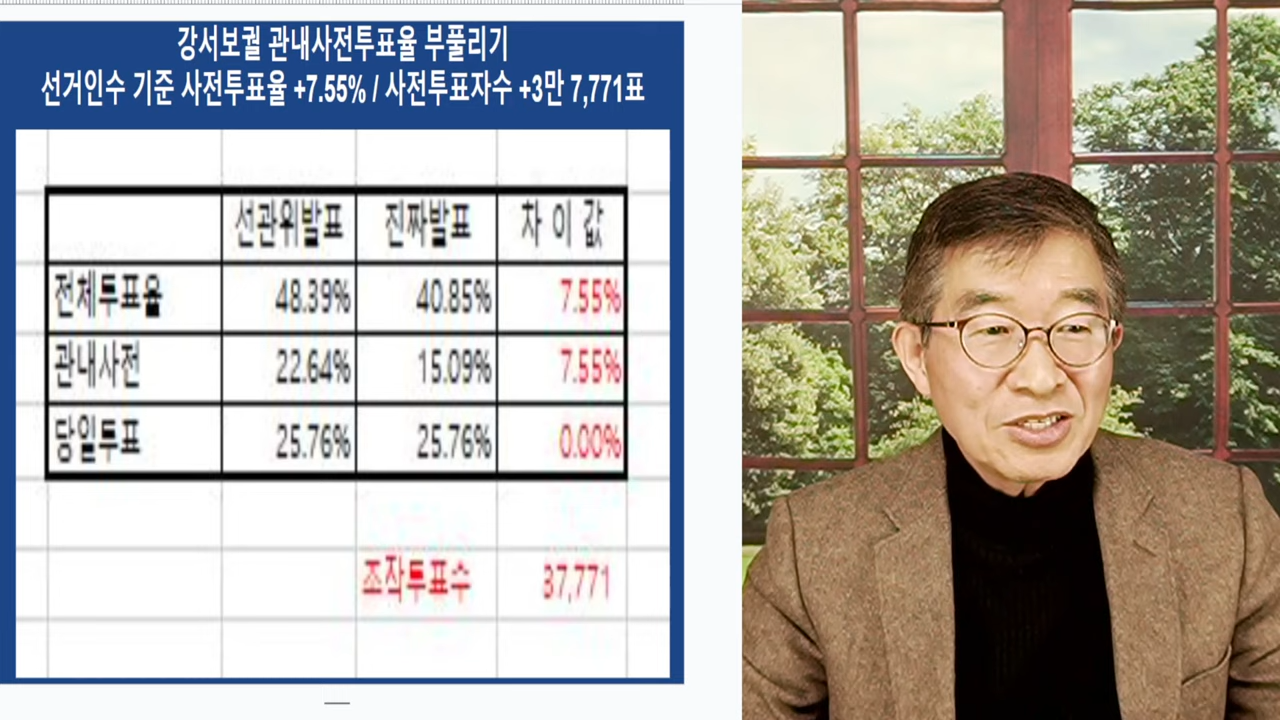 강서보궐 관내사전투표율 부풀리기
선거인수 기준 사전투표율 +7.55% / 사전투표자수 +3만 7,771표
선관위발표 진짜발표 차 이 값
전체투표율 48.39% 40.85% 7.55%
관내사전 22.64% 15.09% 7.55%
당일투표 25.76% 25.76% 0.00%
조작투표수 37,771